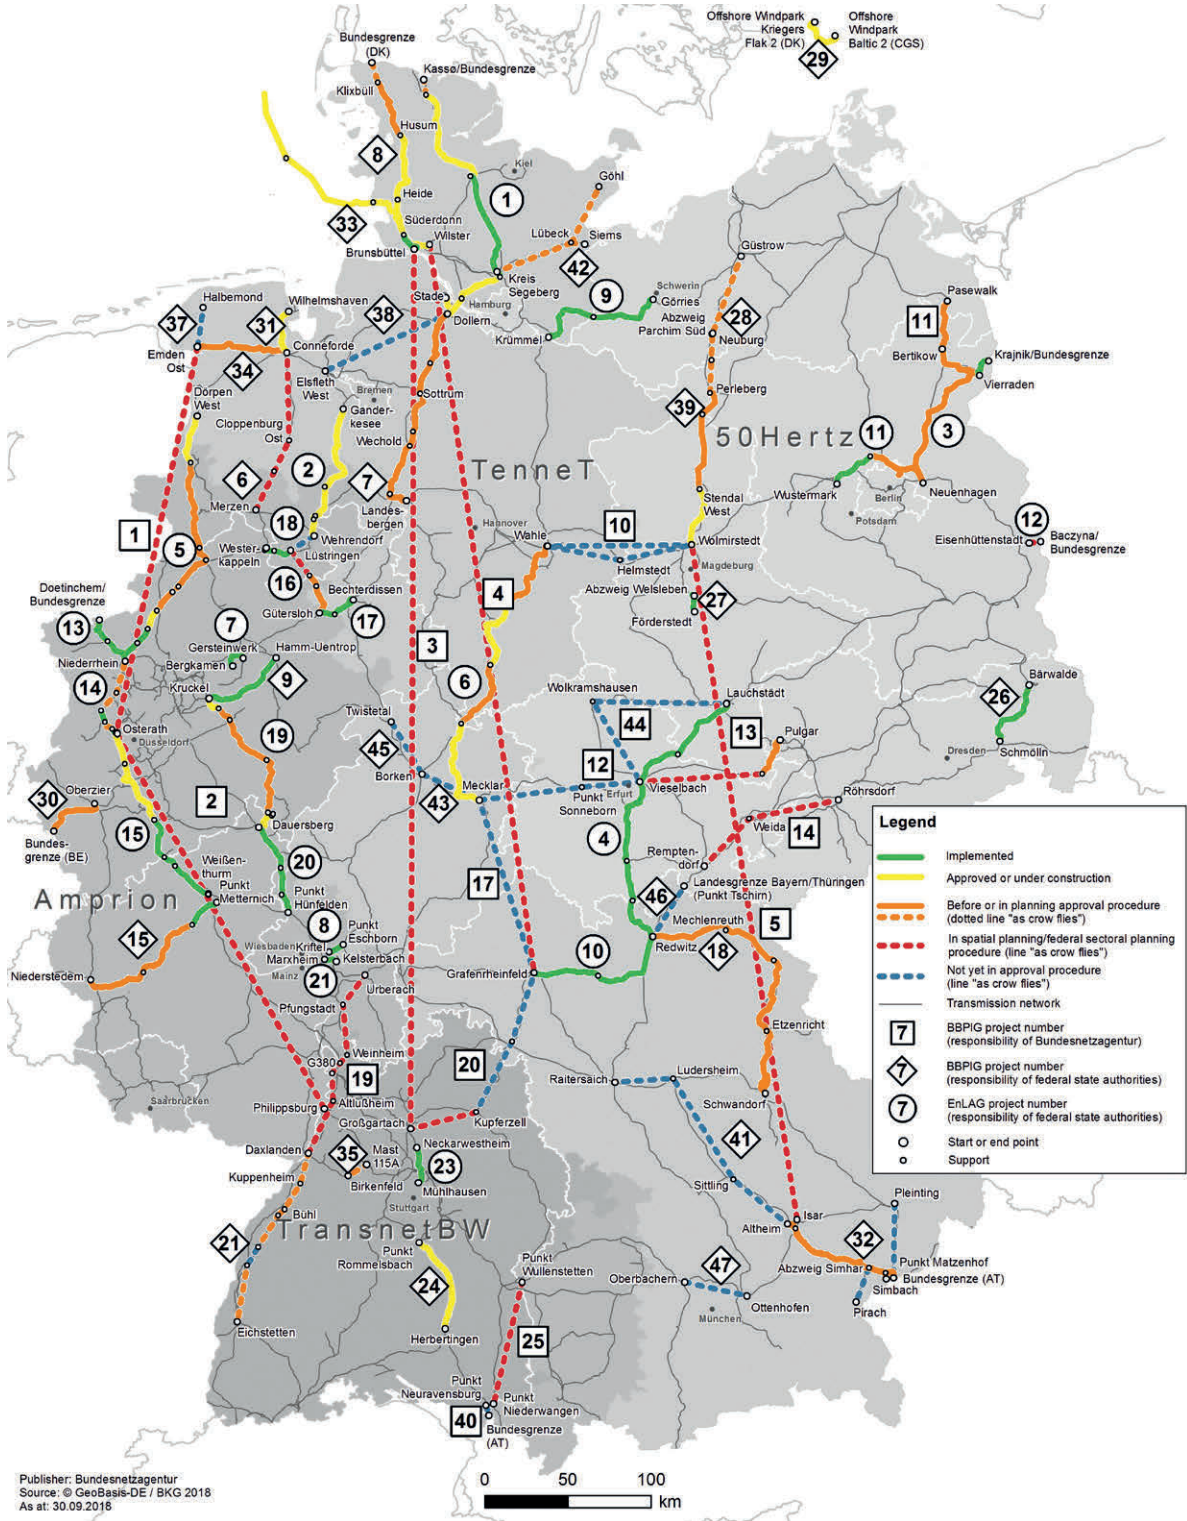 Offshore Windpark
Kriegers
Flak 2 (DK)
Offshore
Windpark
Baltic 2 (CGS)
29
Bundesgrenze
(DK)
Kassø/Bundesgrenze
Klixbüll
Husum
8
Kiel
Göhl
1
Heide
33
Süderdonn
Wilster
Lübeck
Siems
Brunsbüttel
42
Güstrow
Kreis
Segeberg
Schwerin
9
Görries
Halbemond
Wilhelmshaven
Stade
Hamburg
38
Dollern
37
31
Krümmel
Abzweig
Parchim Süd
28
Neuburg
Pasewalk
11
Bertikow
Krajnik/Bundesgrenze
Vierraden
Emden
Ost
Conneforde
34
Elsfleth
West
Bremen
Dörpen
West
Sottrum
Perleberg
39
Gander-
kesee
Cloppenburg
Ost
Wechold
50Hertz
11
3
TenneT
6
2
7
Merzen
Landes-
bergen
Stendal
West
Wustermark
Berlin
Neuenhagen
Potsdam
18
Wehrendorf
Hannover
10
12
Wahle
Wolmirstedt
Eisenhüttenstadt
Baczyna/
Bundesgrenze
1
5
Wester-
kappeln
Lüstringen
Helmstedt
Magdeburg
16
Bechterdissen
Abzweig Welsleben
27
4
Doetinchem/
Bundesgrenze
Gütersloh
17
Förderstedt
13
7
3
Gersteinwerk
Hamm-Uentrop
Niederrhein
Bergkamen
9
6
Bärwalde
14
Kruckel
Wolkramshausen
Lauchstädt
26
Twistetal
44
13
Pulgar
Osterath
Düsseldorf
19
45
Dresden
Schmölln
12
Borken
Mecklar
Erfurt
Vieselbach
Röhrsdorf
30
Oberzier
2
43
Punkt
Sonneborn
Weida
14
Bundes-
grenze (BE)
15
Dauersberg
4
Rempten-
dorf
Weißen-
thurm
20
17
46
Landesgrenze Bayern/Thüringen
(Punkt Tschirn)
Amprion
Punkt
Metternich
Punkt
Hünfelden
Mechlenreuth
5
15
8
Punkt
Eschborn
Redwitz
18
Wiesbaden
Kriftel
10
Niederstedem
Marxheim
Kelsterbach
Grafenrheinfeld
Mainz
21
Urberach
Pfungstadt
Etzenricht
Weinheim
20
G380
Ludersheim
19
Raitersaich
Saarbrücken
Altlußheim
Schwandorf
Philippsburg
Kupferzell
Großgartach
41
Daxlanden
Neckarwestheim
35
Mast
115A
23
Kuppenheim
Birkenfeld
Mühlhausen
Sittling
Pleinting
Stuttgart
Bühl
Isar
TransnetBW
Altheim
32
21
Punkt
Rommelsbach
Punkt
Wullenstetten
47
Abzweig Simhar
Punkt Matzenhof
Bundesgrenze (AT)
24
Oberbachern
Simbach
Ottenhofen
Pirach
Eichstetten
München
Herbertingen
25
Punkt
Neuravensburg
Punkt
Niederwangen
40
Bundesgrenze
(AT)
Legend
Implemented
Approved or under construction
Before or in planning approval procedure
(dotted line "as crow flies")
In spatial planning/federal sectoral planning
procedure (line "as crow flies")
Not yet in approval procedure
(line "as crow flies")
Transmission network
7
BBPlG project number
(responsibility of Bundesnetzagentur)
7
BBPlG project number
(responsibility of federal state authorities)
7
EnLAG project number
(responsibility of federal state authorities)
Start or end point
Support
Publisher: Bundesnetzagentur
Source: © GeoBasis-DE / BKG 2018
As at: 30.09.2018
0 50 100
km